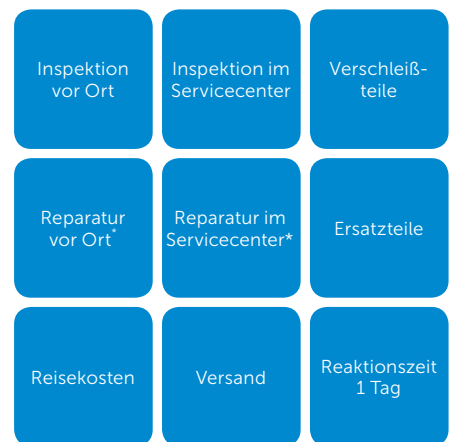 Inspektion
vor Ort
Inspektion im
Servicecenter
Verschleiß-
teile
Reparatur
vor Ort*
Reparatur im
Servicecenter*
Ersatzteile
Reisekosten
Versand
Reaktionszeit
1 Tag